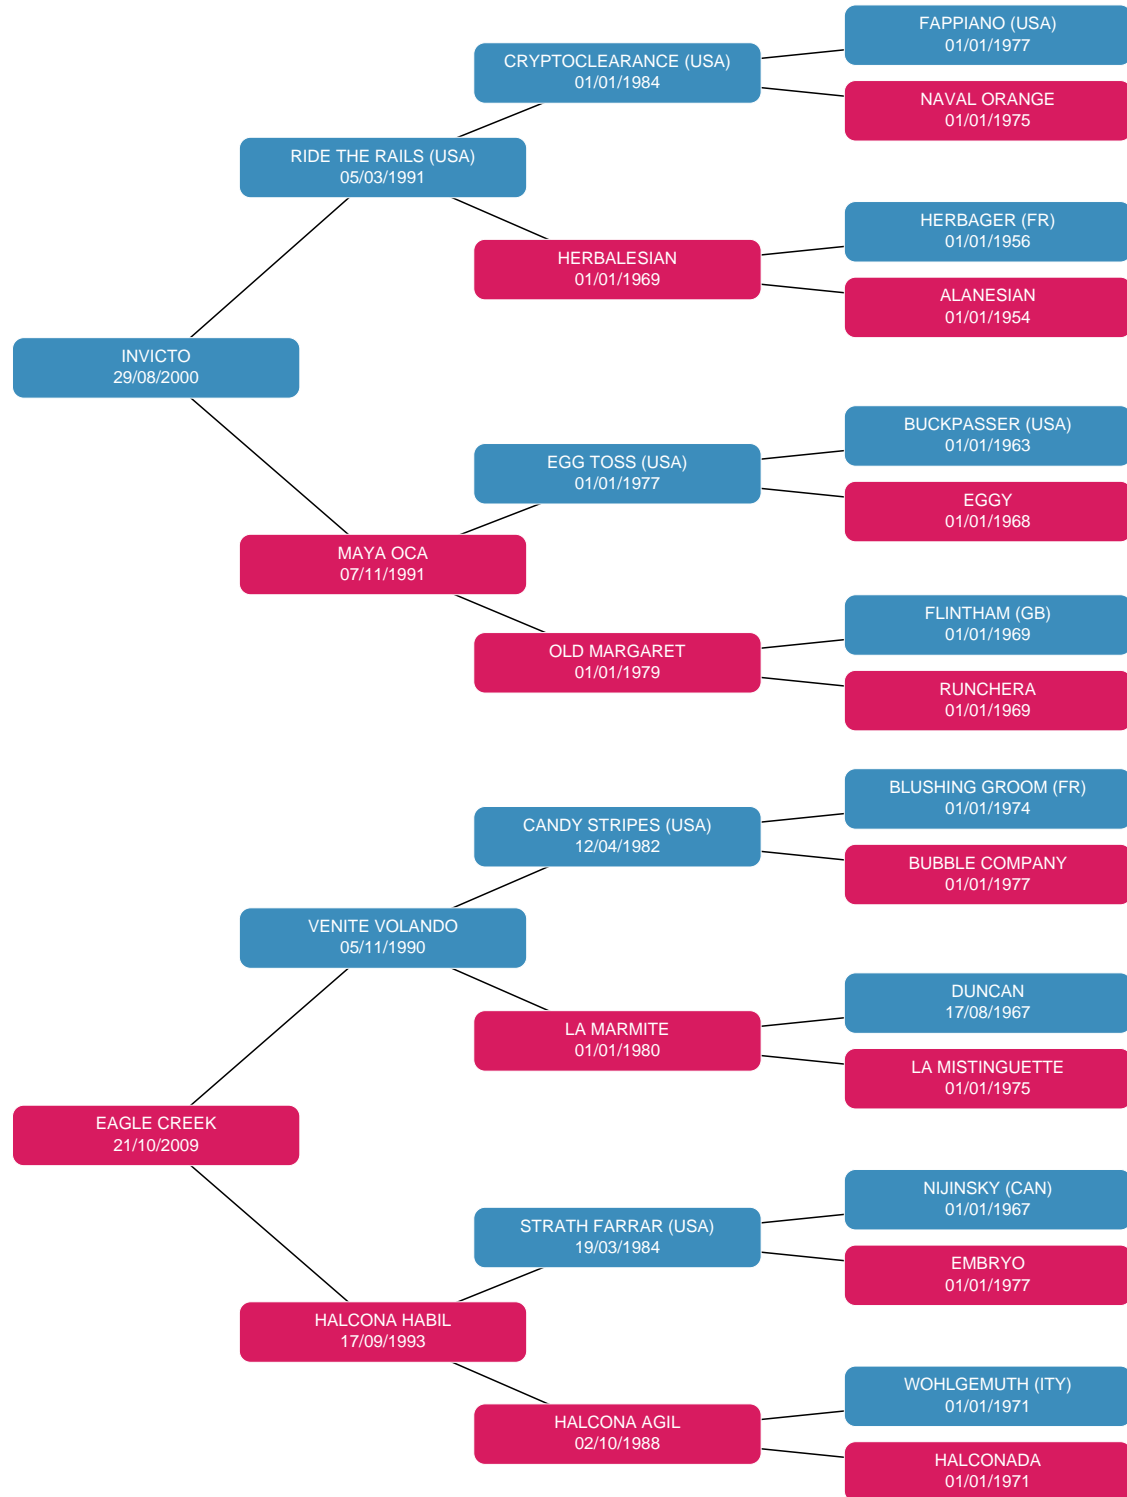 FAPPIANO (USA)
01/01/1977
CRYPTOCLEARANCE (USA)
01/01/1984
NAVAL ORANGE
01/01/1975
RIDE THE RAILS (USA)
05/03/1991
HERBAGER (FR)
01/01/1956
HERBALESIAN
01/01/1969
ALANESIAN
01/01/1954
INVICTO
29/08/2000
BUCKPASSER (USA)
01/01/1963
EGG TOSS (USA)
01/01/1977
EGGY
01/01/1968
MAYA OCA
07/11/1991
FLINTHAM (GB)
01/01/1969
OLD MARGARET
01/01/1979
RUNCHERA
01/01/1969
BLUSHING GROOM (FR)
01/01/1974
CANDY STRIPES (USA)
12/04/1982
BUBBLE COMPANY
01/01/1977
VENITE VOLANDO
05/11/1990
DUNCAN
17/08/1967
LA MARMITE
01/01/1980
LA MISTINGUETTE
01/01/1975
EAGLE CREEK
21/10/2009
NIJINSKY (CAN)
01/01/1967
STRATH FARRAR (USA)
19/03/1984
EMBRYO
01/01/1977
HALCONA HABIL
17/09/1993
WOHLGEMUTH (ITY)
01/01/1971
HALCONA AGIL
02/10/1988
HALCONADA
01/01/1971